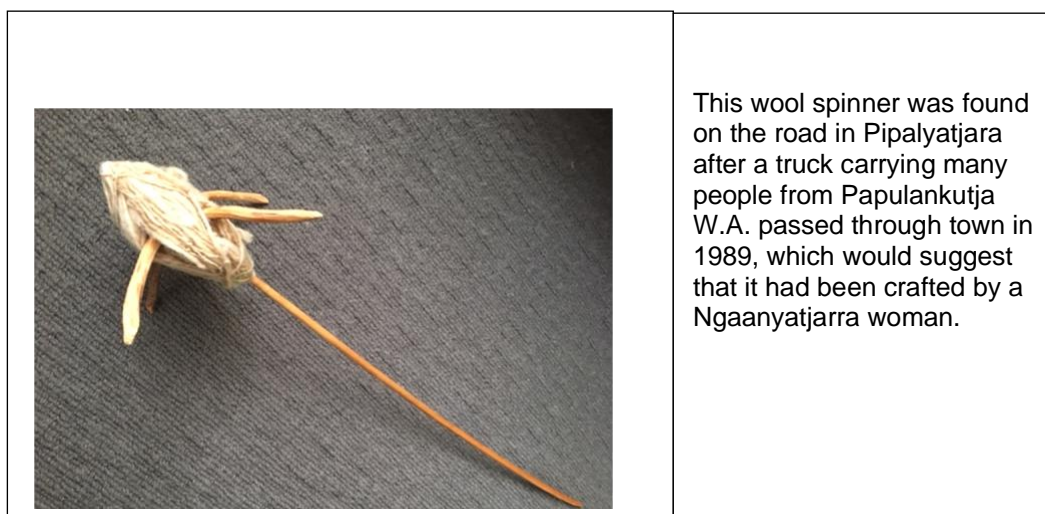 This wool spinner was found
on the road in Pipalyatjara
after a truck carrying many
people from Papulankutja
W.A. passed through town in
1989, which would suggest
that it had been crafted by a
Ngaanyatjarra woman.